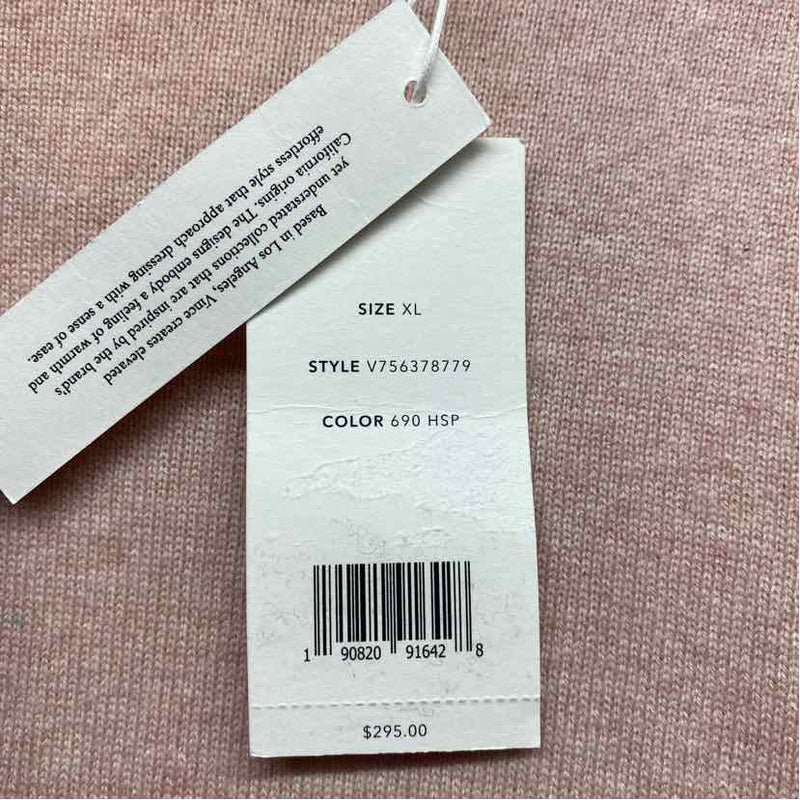 Based in Los Angeles, Vince creates elevated
yet understated collections that are inspired by the brand's
California origins. The designs embody a feeling of warmth and
effortless style that approach dressing with a sense of ease.
SIZE XL
STYLE V756378779
COLOR 690 HSP
1 90820 91642 8
$295.00